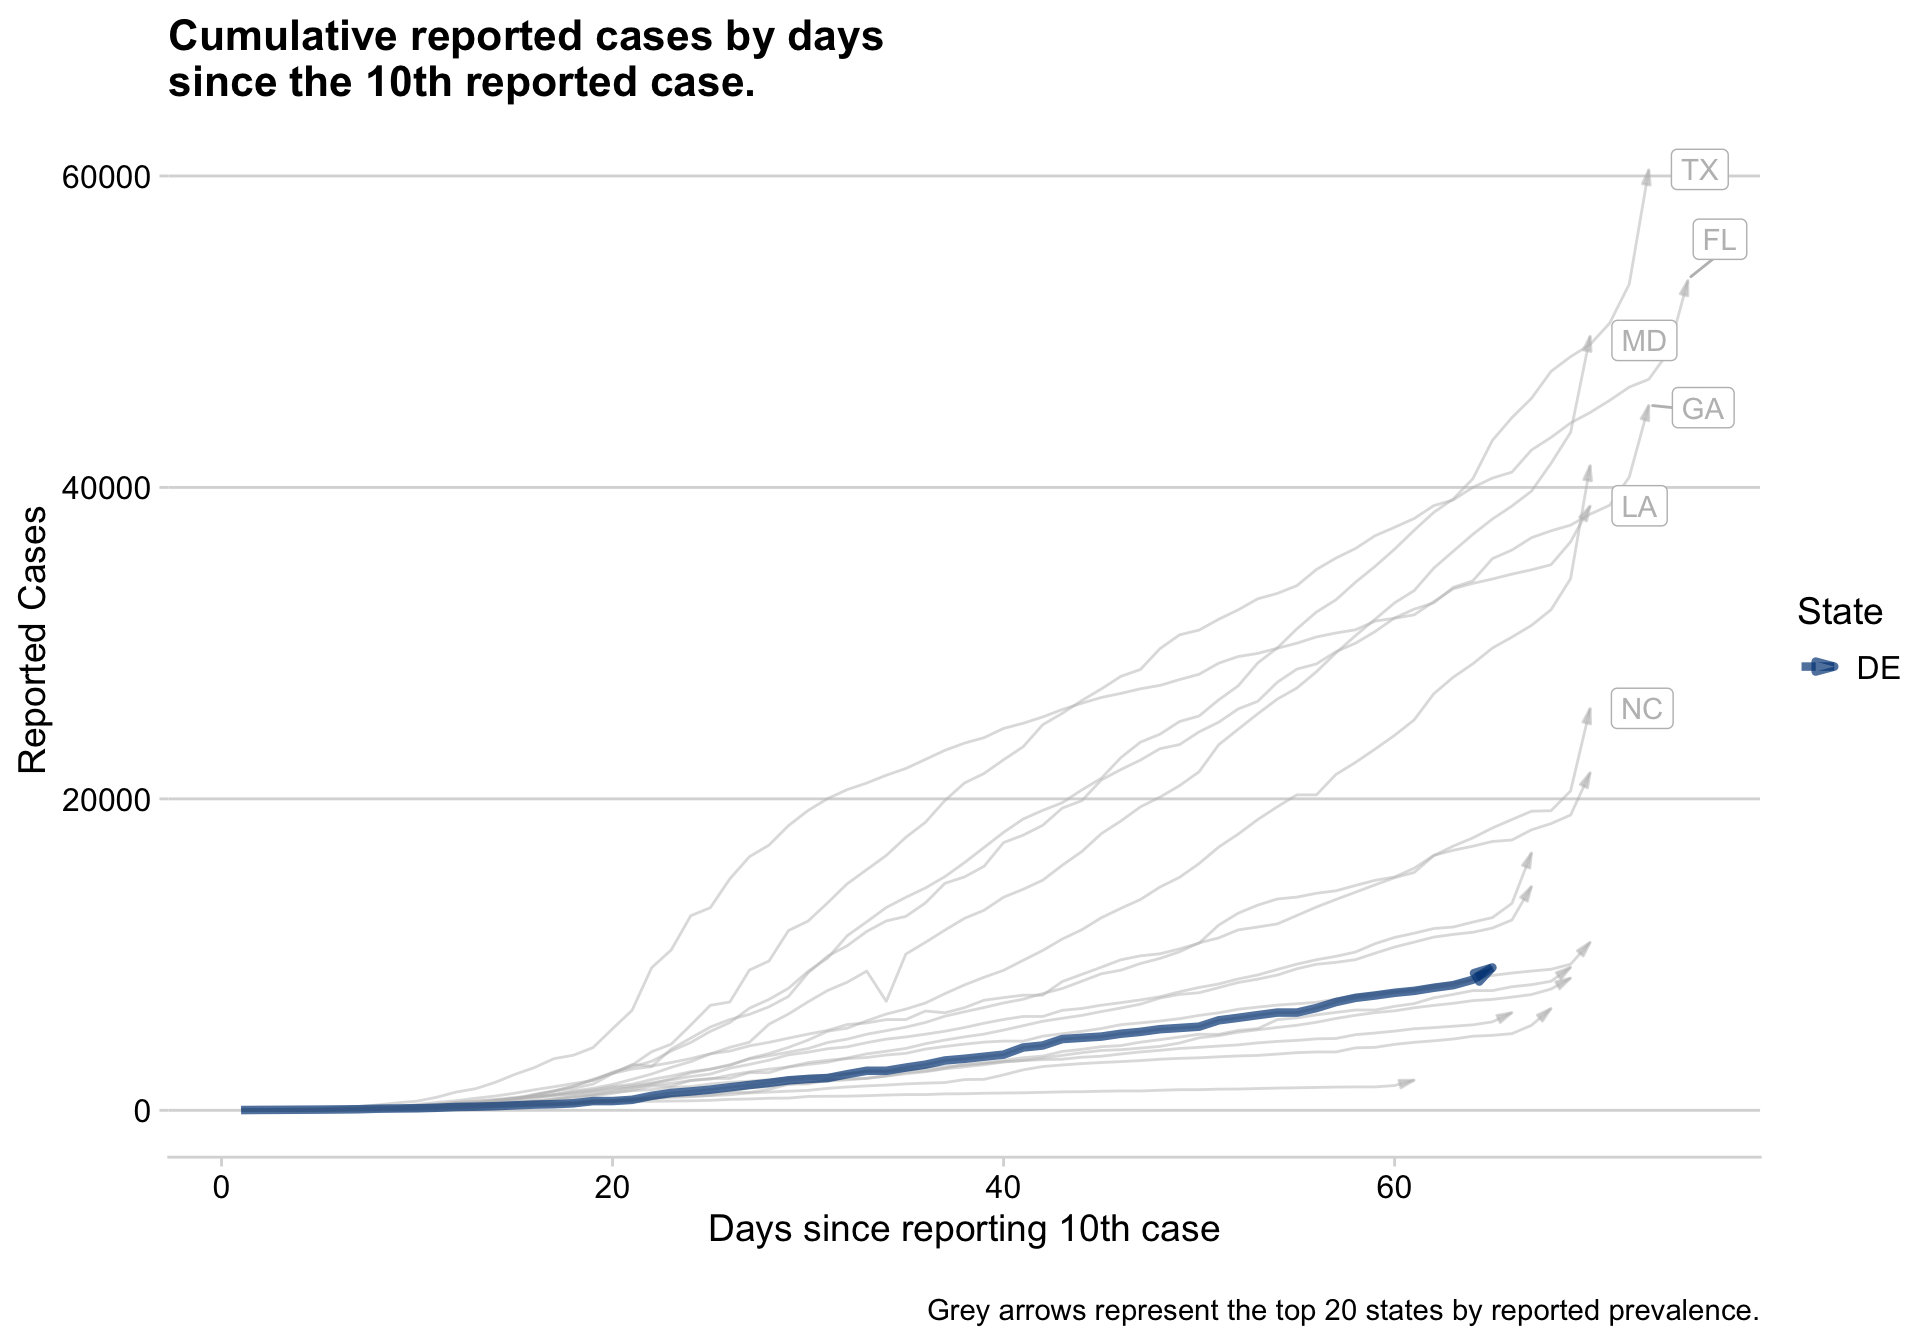 Cumulative reported cases by days
since the 10th reported case.
60000
40000
20000
0
Reported Cases
TX
FL
MD
GA
LA
NC
State
DE
0 20 40 60
Days since reporting 10th case
Grey arrows represent the top 20 states by reported prevalence.